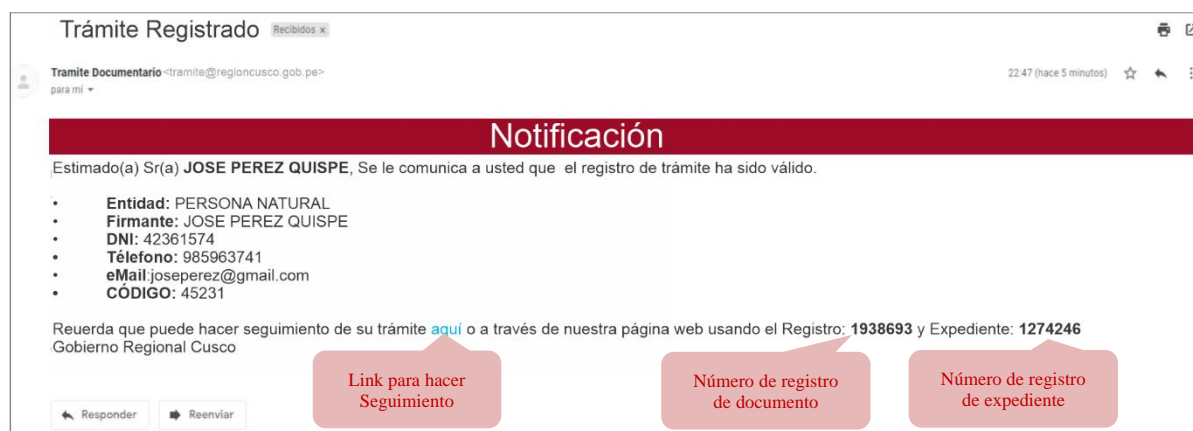 Trámite Registrado Recibidos x
Tramite Documentario <tramite@regioncusco.gob.pe>
22:47 (hace 5 minutos)
para mí
Notificación
Estimado(a) Sr(a) JOSE PEREZ QUISPE, Se le comunica a usted que el registro de trámite ha sido válido.
• Entidad: PERSONA NATURAL
• Firmante: JOSE PEREZ QUISPE
• DNI: 42361574
• Télefono: 985963741
• eMail:joseperez@gmail.com
• CÓDIGO: 45231
Reuerda que puede hacer seguimiento de su trámite aquí o a través de nuestra página web usando el Registro: 1938693 y Expediente: 1274246
Gobierno Regional Cusco
Link para hacer
Seguimiento
Número de registro
de documento
Número de registro
de expediente
Responder
Reenviar